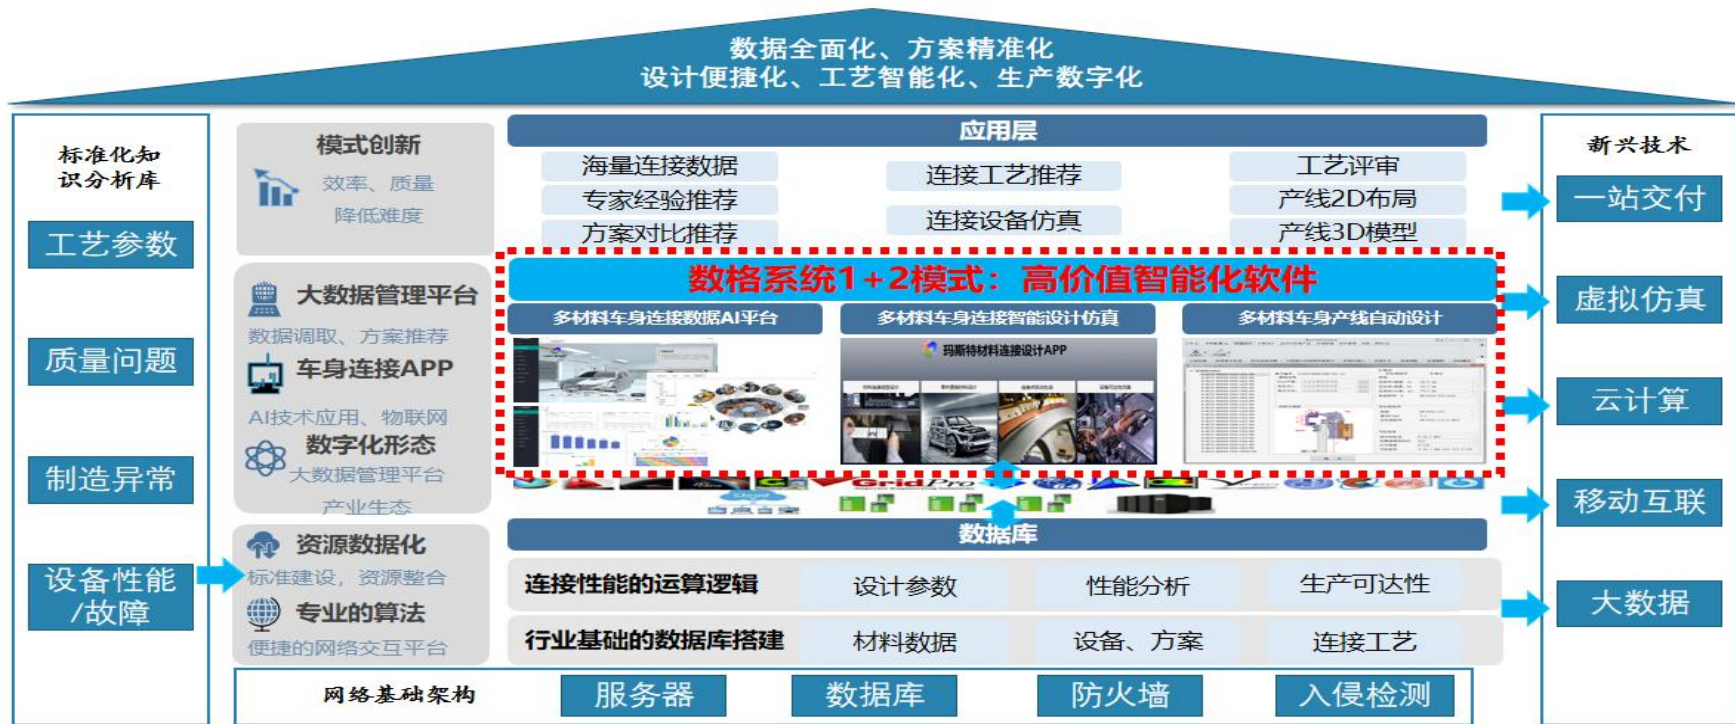 数据全面化、方案精准化
设计便捷化、工艺智能化、生产数字化
标准化知
识分析库
工艺参数
质量问题
制造异常
设备性能
/故障
模式创新
效率、质量
降低难度
大数据管理平台
数据调取、方案推荐
车身连接APP
AI技术应用、物联网
数字化形态
大数据管理平台
产业生态
资源数据化
标准建设，资源整合
专业的算法
便捷的网络交互平台
应用层
海量连接数据
专家经验推荐
方案对比推荐
连接工艺推荐
连接设备仿真
工艺评审
产线2D布局
产线3D模型
数格系统1+2模式：高价值智能化软件
多材料车身连接数据AI平台
多材料车身连接智能设计仿真
多材料车身产线自动设计
玛斯特材料连接设计APP
GridPro
Cloud
数据库
连接性能的运算逻辑
设计参数
性能分析
生产可达性
行业基础的数据库搭建
材料数据
设备、方案
连接工艺
网络基础架构
服务器
数据库
防火墙
入侵检测
新兴技术
一站交付
虚拟仿真
云计算
移动互联
大数据